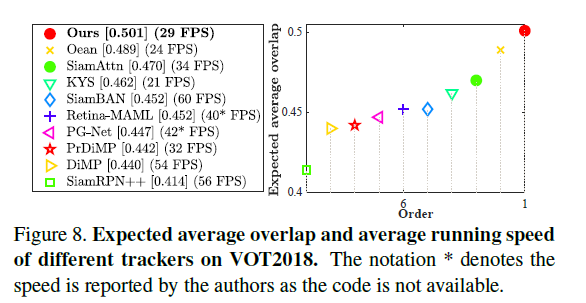 Ours [0.501] (29 FPS)
Oean [0.489] (24 FPS)
SiamAttn [0.470] (34 FPS)
KYS [0.462] (21 FPS)
SiamBAN [0.452] (60 FPS)
Retina-MAML [0.452] (40* FPS)
PG-Net [0.447] (42* FPS)
PrDiMP [0.442] (32 FPS)
DiMP [0.440] (54 FPS)
SiamRPN++ [0.414] (56 FPS)
Expected average overlap
0.5
0.45
0.4
6
1
Order
Figure 8. Expected average overlap and average running speed
of different trackers on VOT2018. The notation * denotes the
speed is reported by the authors as the code is not available.